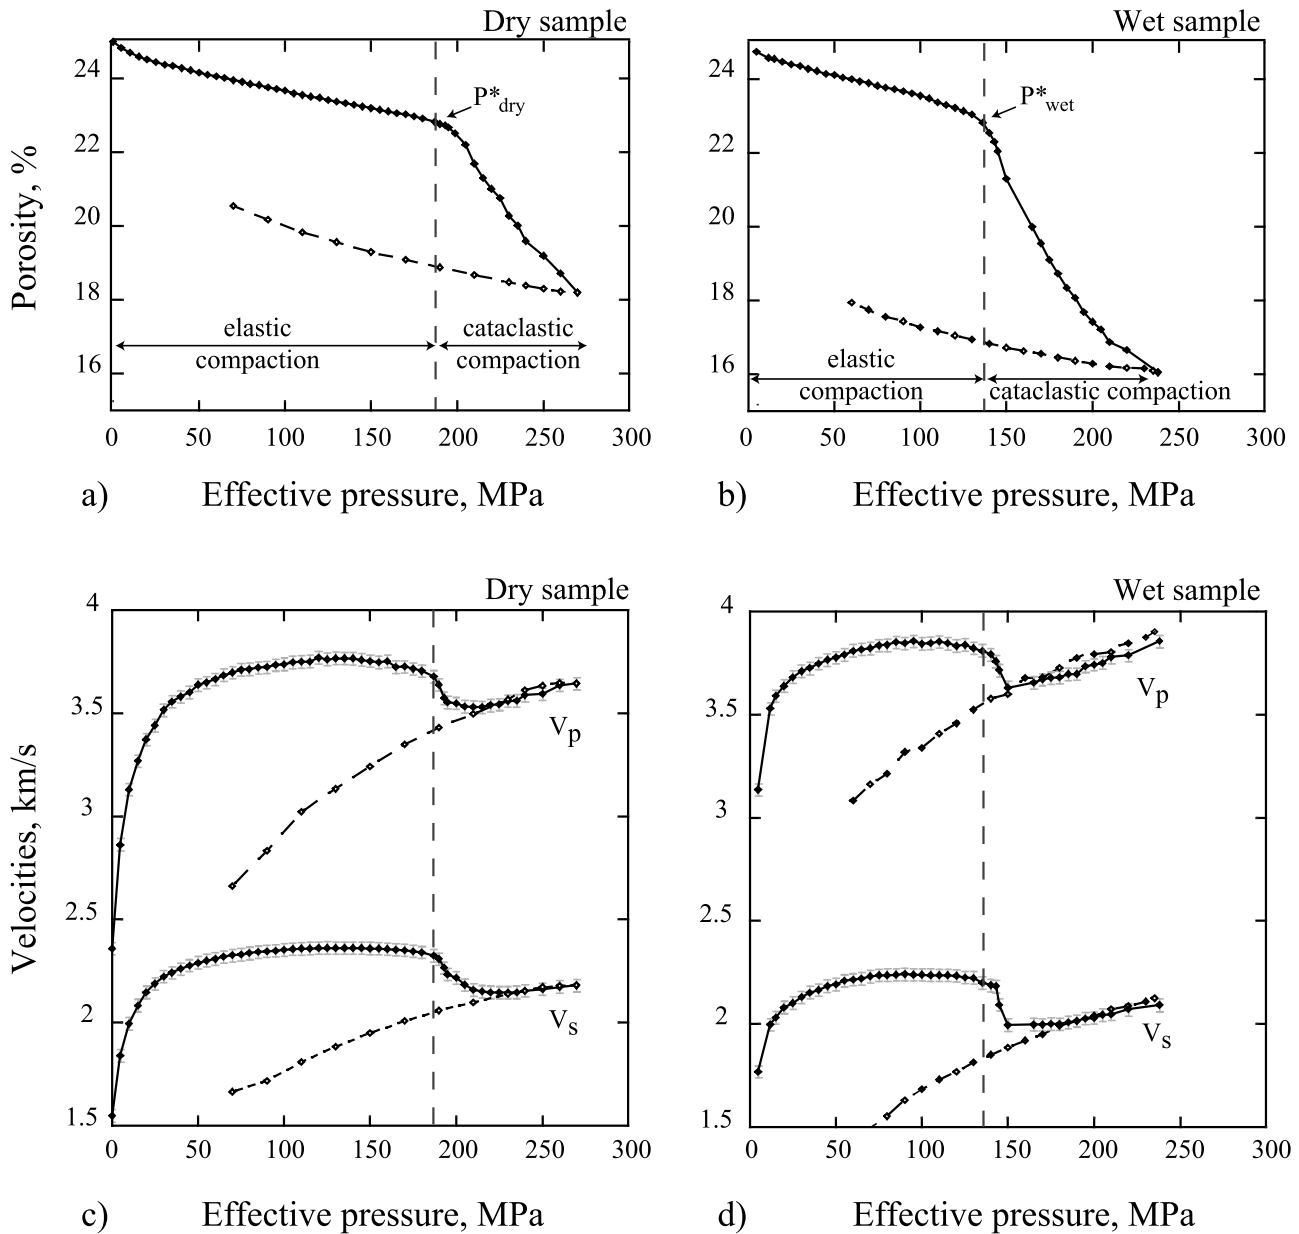 Dry sample
24
22
20
18
16
Porosity, %
P*dry
elastic
compaction
cataclastic
compaction
0 50 100 150 200 250 300
a) Effective pressure, MPa
Wet sample
24
22
20
18
16
P*wet
elastic
compaction
cataclastic compaction
0 50 100 150 200 250 300
b) Effective pressure, MPa
Dry sample
4
3.5
3
2.5
2
1.5
Velocities, km/s
Vp
Vs
0 50 100 150 200 250 300
c) Effective pressure, MPa
Wet sample
4
3.5
3
2.5
2
1.5
Vp
Vs
0 50 100 150 200 250 300
d) Effective pressure, MPa